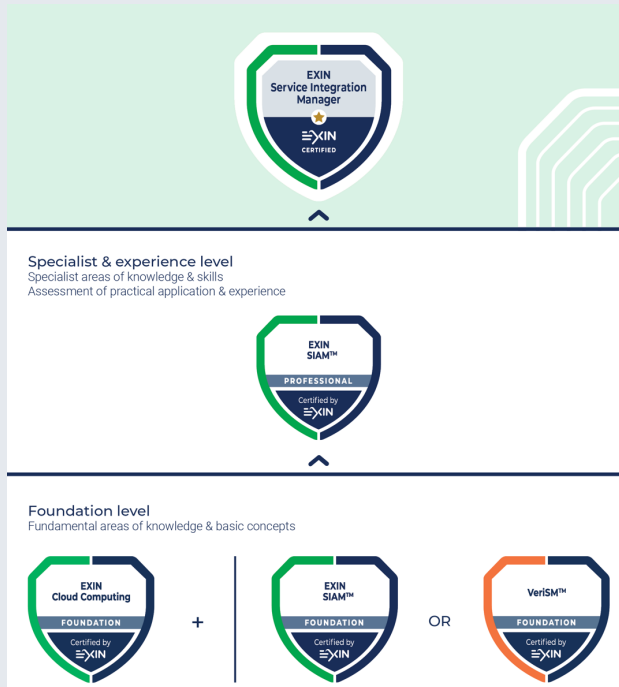 EXIN
Service Integration
Manager
EXIN
CERTIFIED
Specialist & experience level
Specialist areas of knowledge & skills
Assessment of practical application & experience
EXIN
SIAM™
PROFESSIONAL
Certified by
EXIN
Foundation level
Fundamental areas of knowledge & basic concepts
EXIN
Cloud Computing
FOUNDATION
Certified by
EXIN
+
EXIN
SIAM™
FOUNDATION
Certified by
EXIN
OR
VeriSM™
FOUNDATION
Certified by
EXIN